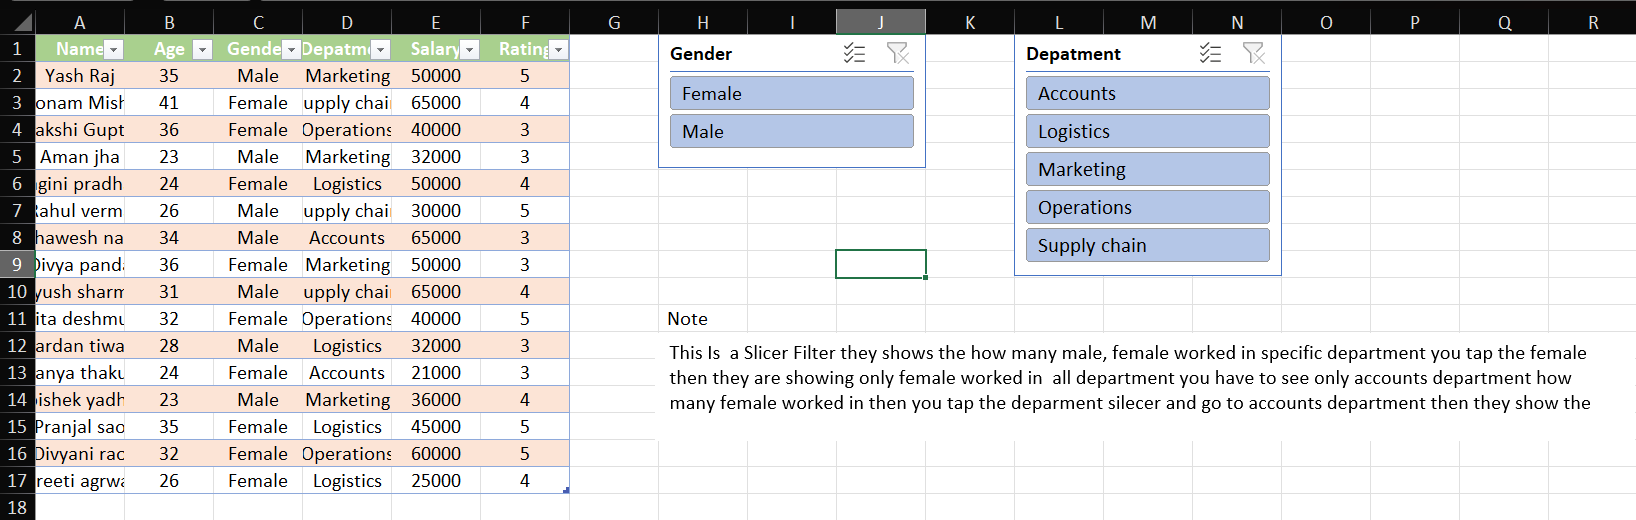 A B C D E F G H I J K L M N O P Q R
1 Name Age Gende Depatm Salary Rating
2 Yash Raj 35 Male Marketing 50000 5
3 onam Mish 41 Female upply chai 65000 4
4 akshi Gupt 36 Female Operations 40000 3
5 Aman jha 23 Male Marketing 32000 3
6 gini pradh 24 Female Logistics 50000 4
7 Rahul verm 26 Male upply chai 30000 5
8 hawesh na 34 Male Accounts 65000 3
9 Divya pand 36 Female Marketing 50000 3
10 yush sharm 31 Male upply chai 65000 4
11 ita deshmu 32 Female Operations 40000 5
12 ardan tiwa 28 Male Logistics 32000 3
13 anya thaku 24 Female Accounts 21000 3
14 ishek yadh 23 Male Marketing 36000 4
15 Pranjal sao 35 Female Logistics 45000 5
16 Divyani rao 32 Female Operations 60000 5
17 reeti agrwa 26 Female Logistics 25000 4
18
Gender
Female
Male
Depatment
Accounts
Logistics
Marketing
Operations
Supply chain
Note
This Is a Slicer Filter they shows the how many male, female worked in specific department you tap the female
then they are showing only female worked in all department you have to see only accounts department how
many female worked in then you tap the deparment silecer and go to accounts department then they show the